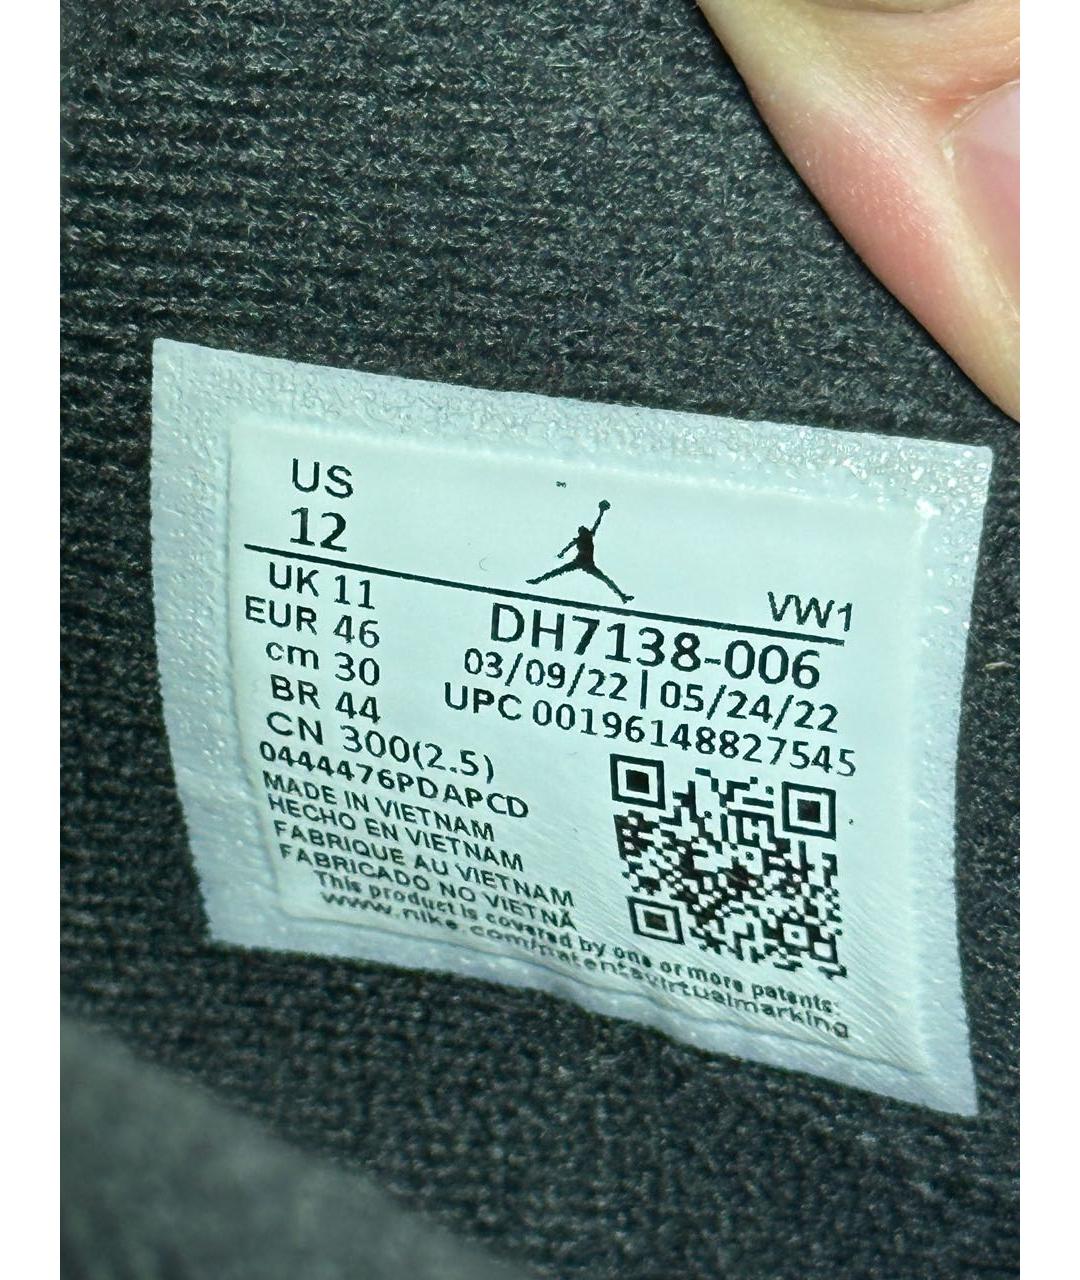 US
12
VW1
UK 11
EUR 46
cm 30
BR 44
CN 300(2.5)
DH7138-006
03/09/22 | 05/24/22
UPC 00196148827545
0444476PDAPCD
MADE IN VIETNAM
HECHO EN VIETNAM
FABRIQUE AU VIETNAM
FABRICADO NO VIETNÃ
This product is covered by one or more patents:
www.nike.com/patentsvirtualmarking